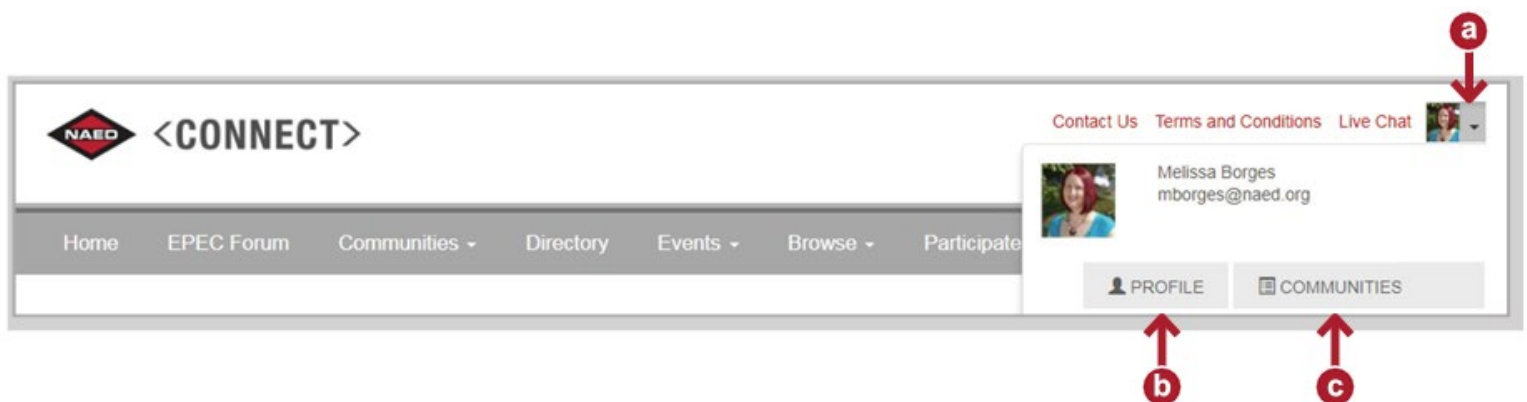 a
NAED <CONNECT>
Contact Us Terms and Conditions Live Chat
Melissa Borges
mborges@naed.org
Home EPEC Forum Communities Directory Events Browse Participate
PROFILE COMMUNITIES
b c